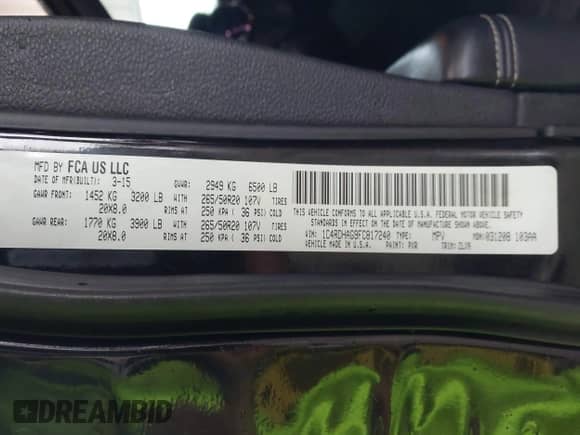 MFD BY FCA US LLC
DATE OF MFR(BUILT): 3-15 GVWR: 2949 KG 6500 LB
GAWR FRONT: 1452 KG 3200 LB WITH 265/50R20 107V TIRES
20X8.0 RIMS AT 250 KPA ( 36 PSI) COLD
GAWR REAR: 1770 KG 3900 LB WITH 265/50R20 107V TIRES
20X8.0 RIMS AT 250 KPA ( 36 PSI) COLD
THIS VEHICLE CONFORMS TO ALL APPLICABLE U.S.A. FEDERAL MOTOR VEHICLE SAFETY
STANDARDS IN EFFECT ON THE DATE OF MANUFACTURE SHOWN ABOVE.
VIN: 1C4RDHAG9FC817240 TYPE: MPV MDH: 031208 103AA
VEHICLE MADE IN U.S.A. PAINT: PXR TRIM:
DREAMBID